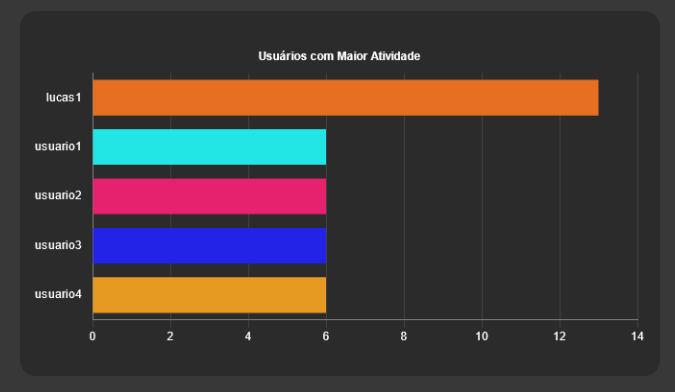 Usuários com Maior Atividade
lucas1
usuario1
usuario2
usuario3
usuario4
0 2 4 6 8 10 12 14